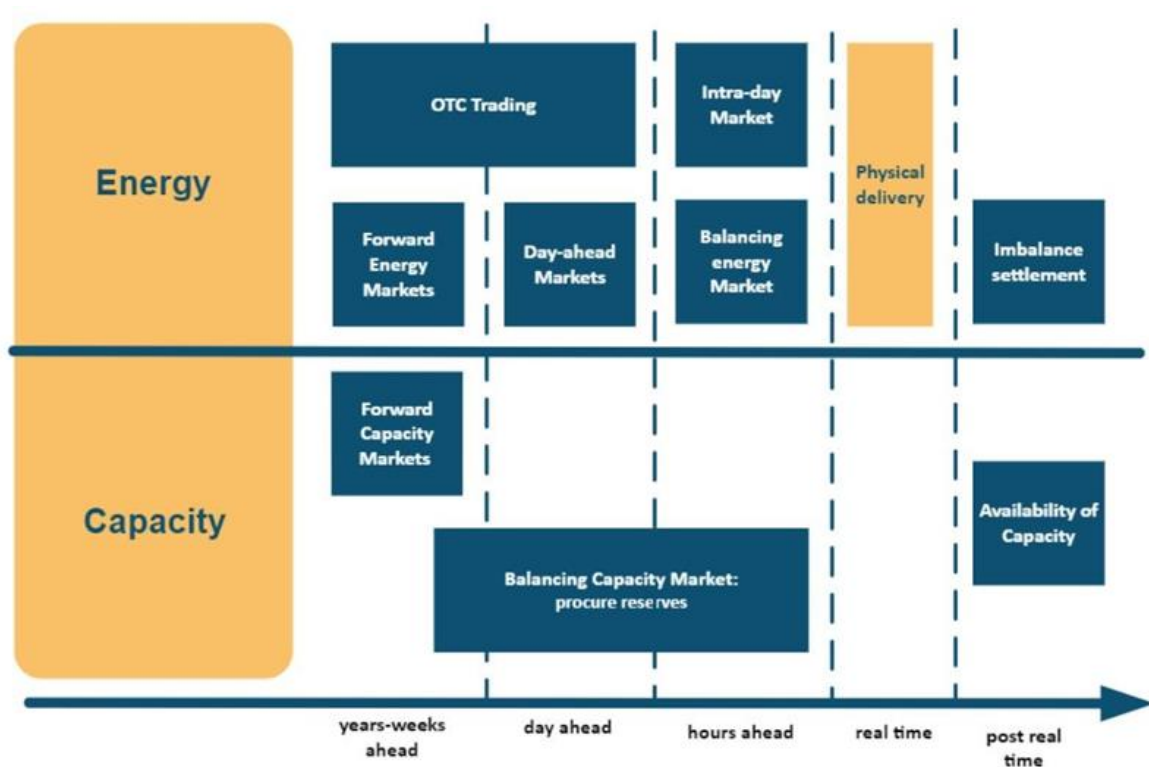 Energy
OTC Trading
Intra-day
Market
Physical
delivery
Forward
Energy
Markets
Day-ahead
Markets
Balancing
energy
Market
Imbalance
settlement
Capacity
Forward
Capacity
Markets
Balancing Capacity Market:
procure reserves
Availability of
Capacity
years-weeks
ahead
day ahead
hours ahead
real time
post real
time